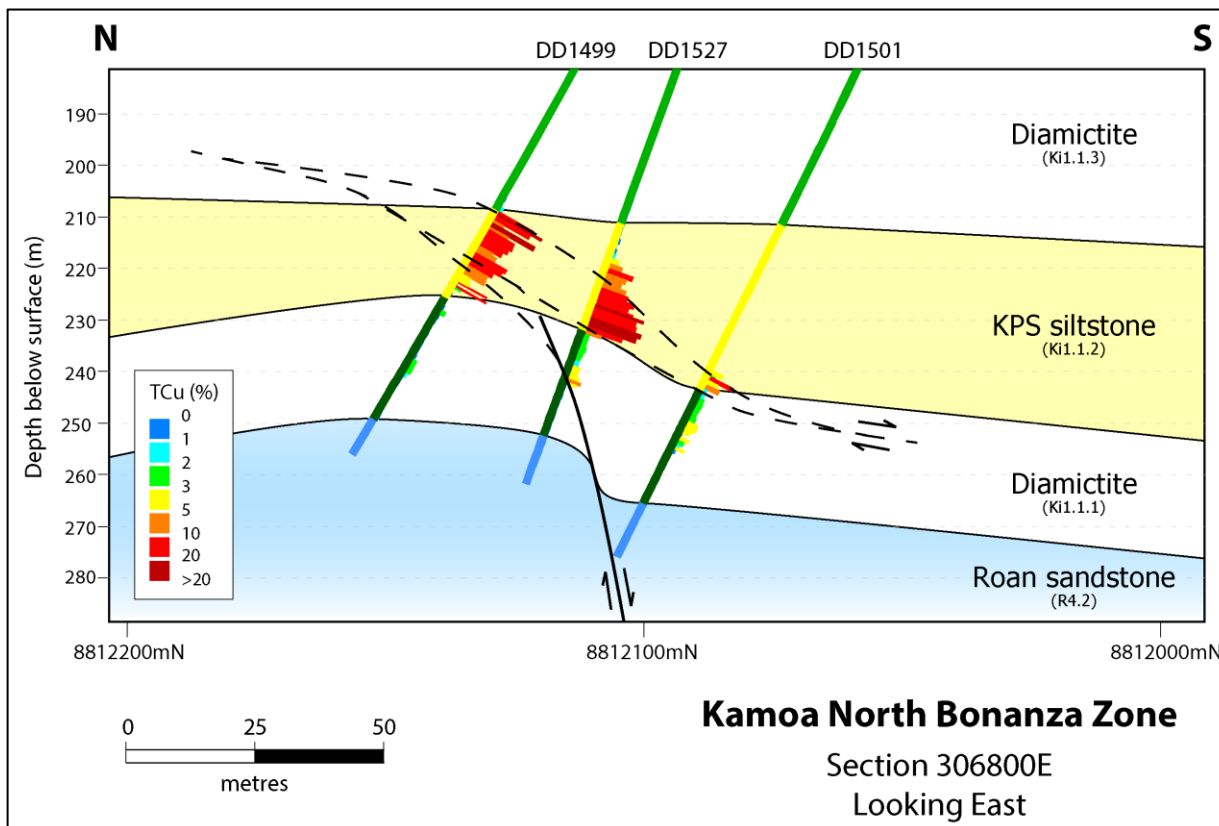 N
S
DD1499
DD1527
DD1501
190
200
210
220
230
240
250
260
270
280
Depth below surface (m)
Diamictite
(Ki1.1.3)
KPS siltstone
(Ki1.1.2)
Diamictite
(Ki1.1.1)
Roan sandstone
(R4.2)
TCu (%)
0
1
2
3
5
10
20
>20
8812200mN
8812100mN
8812000mN
0
25
50
metres
Kamoa North Bonanza Zone
Section 306800E
Looking East